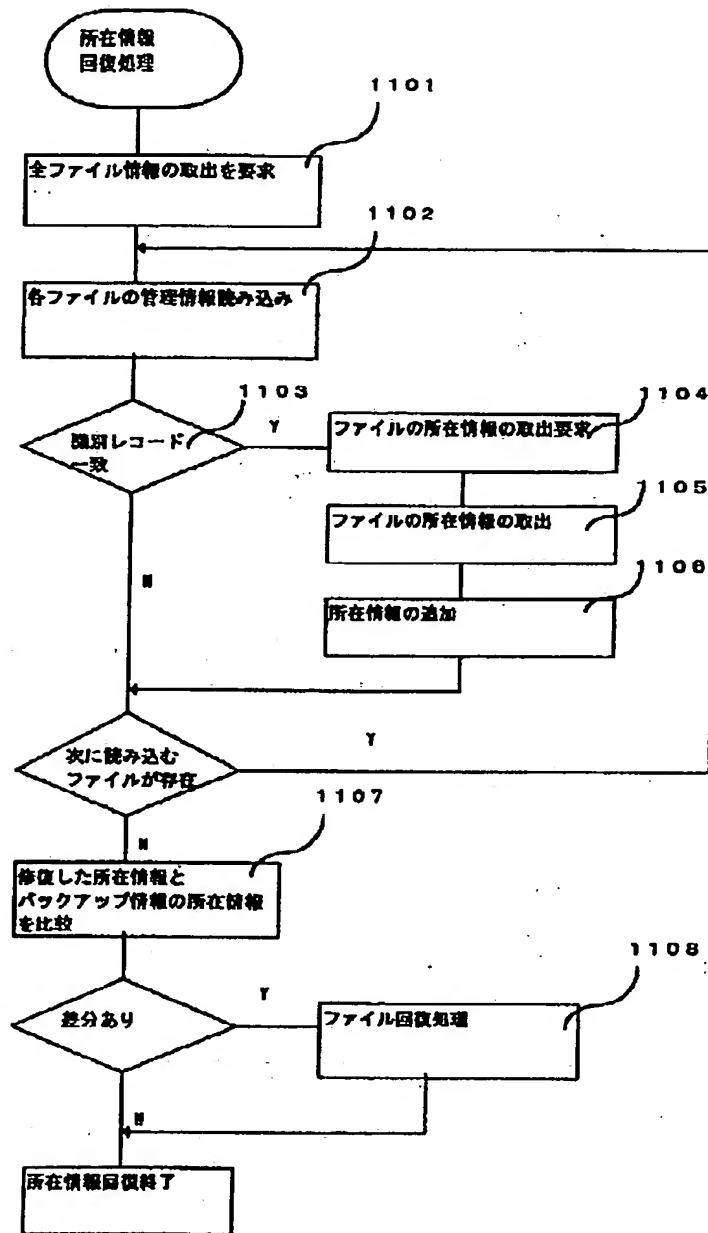 所在情報
回復処理
1101
全ファイル情報の取出を要求
1102
各ファイルの管理情報読み込み
1103
識別レコード
一致
Y
1104
ファイルの所在情報の取出要求
1105
ファイルの所在情報の取出
1106
所在情報の追加
N
次に読み込む
ファイルが存在
Y
N
1107
修復した所在情報と
バックアップ情報の所在情報
を比較
差分あり
Y
1108
ファイル回復処理
N
所在情報回復終了